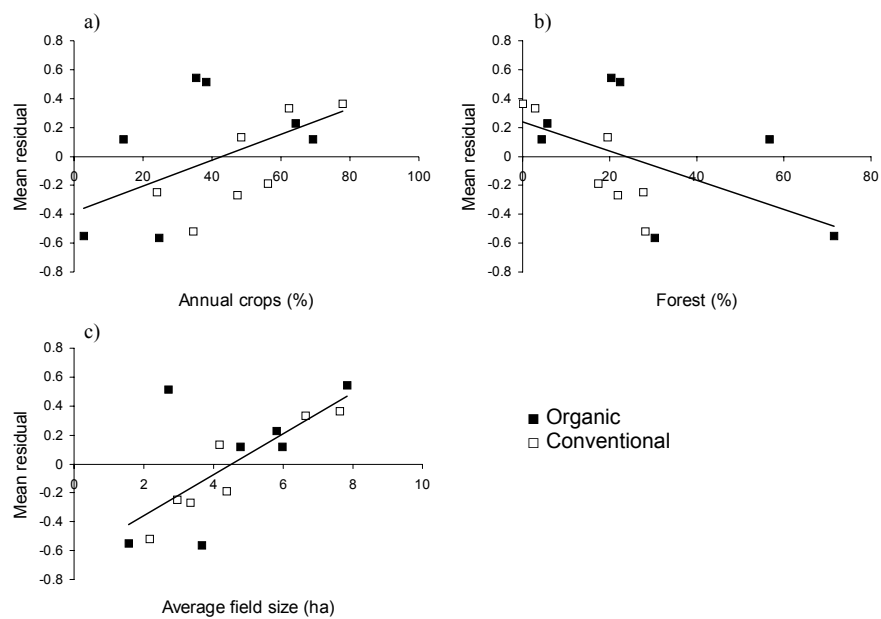 a)
0.8
0.6
0.4
0.2
0
-0.2
-0.4
-0.6
-0.8
0 20 40 60 80 100
Mean residual
Annual crops (%)
b)
0.8
0.6
0.4
0.2
0
-0.2
-0.4
-0.6
-0.8
0 20 40 60 80
Mean residual
Forest (%)
c)
0.8
0.6
0.4
0.2
0
-0.2
-0.4
-0.6
-0.8
0 2 4 6 8 10
Mean residual
Average field size (ha)
Organic
Conventional